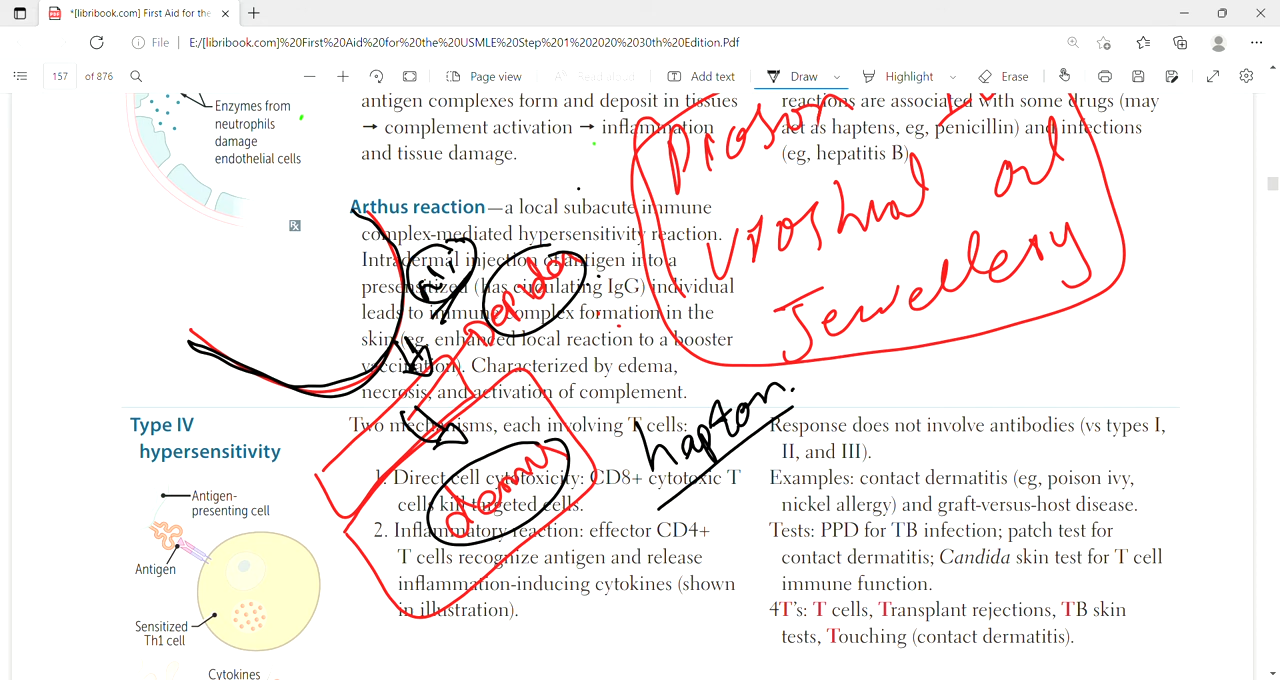 *[libribook.com] First Aid for the
File E:/[libribook.com]%20First%20Aid%20for%20the%20USMLE%20Step%201%202020%2030th%20Edition.Pdf
157 of 876 Page view Read aloud Add text Draw Highlight Erase
Enzymes from
neutrophils
damage
endothelial cells
antigen complexes form and deposit in tissues
→ complement activation → inflammation
and tissue damage.
reactions are associated with some drugs (may
act as haptens, eg, penicillin) and infections
(eg, hepatitis B)
Arthus reaction—a local subacute immune
complex-mediated hypersensitivity reaction.
Intradermal injection of antigen into a
presensitized (has circulating IgG) individual
leads to immune complex formation in the
skin (eg, enhanced local reaction to a booster
vaccination). Characterized by edema,
necrosis, and activation of complement.
Jewellery
hapton.
Type IV
hypersensitivity
Antigen-
presenting cell
Antigen
Sensitized
Th1 cell
Cytokines
Two mechanisms, each involving T cells:
1. Direct cell cytotoxicity: CD8+ cytotoxic T
cells kill targeted cells.
2. Inflammatory reaction: effector CD4+
T cells recognize antigen and release
inflammation-inducing cytokines (shown
in illustration).
Response does not involve antibodies (vs types I,
II, and III).
Examples: contact dermatitis (eg, poison ivy,
nickel allergy) and graft-versus-host disease.
Tests: PPD for TB infection; patch test for
contact dermatitis; Candida skin test for T cell
immune function.
4T's: T cells, Transplant rejections, TB skin
tests, Touching (contact dermatitis).